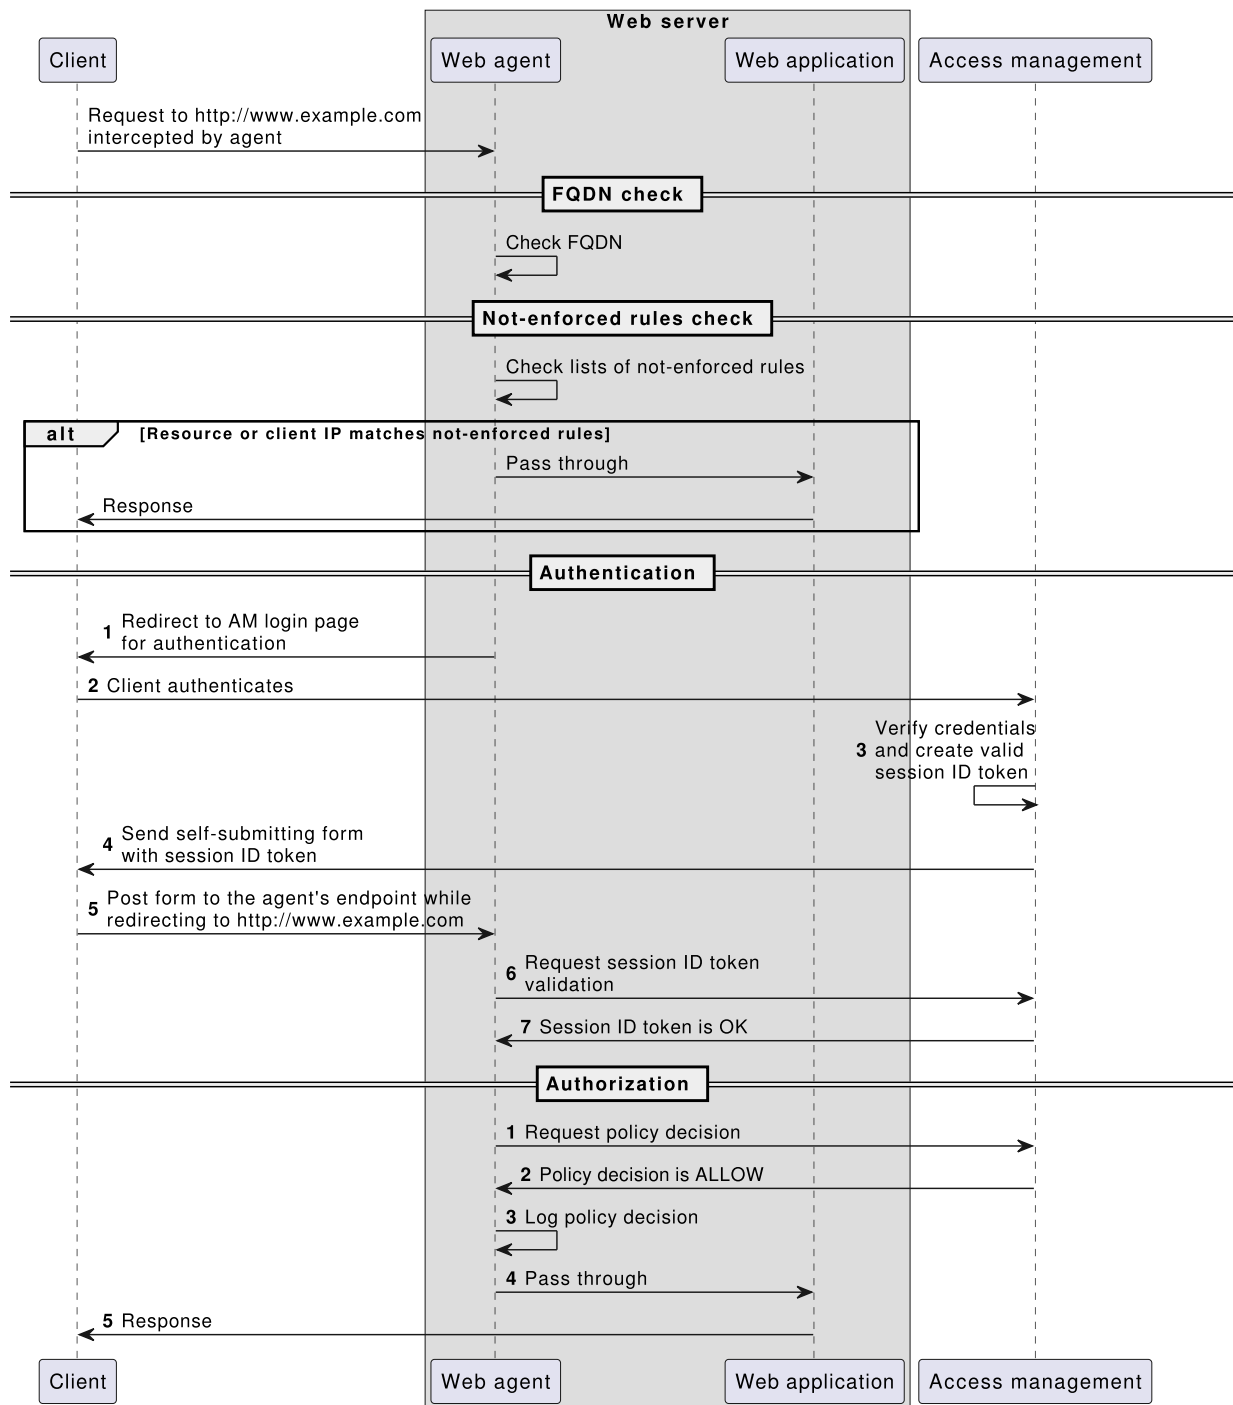 Web server
Client
Web agent
Web application
Access management
Request to http://www.example.com
intercepted by agent
FQDN check
Check FQDN
Not-enforced rules check
Check lists of not-enforced rules
alt
[Resource or client IP matches not-enforced rules]
Pass through
Response
Authentication
1 Redirect to AM login page
for authentication
2 Client authenticates
Verify credentials
3 and create valid
session ID token
4 Send self-submitting form
with session ID token
5 Post form to the agent's endpoint while
redirecting to http://www.example.com
6 Request session ID token
validation
7 Session ID token is OK
Authorization
1 Request policy decision
2 Policy decision is ALLOW
3 Log policy decision
4 Pass through
5 Response
Client
Web agent
Web application
Access management